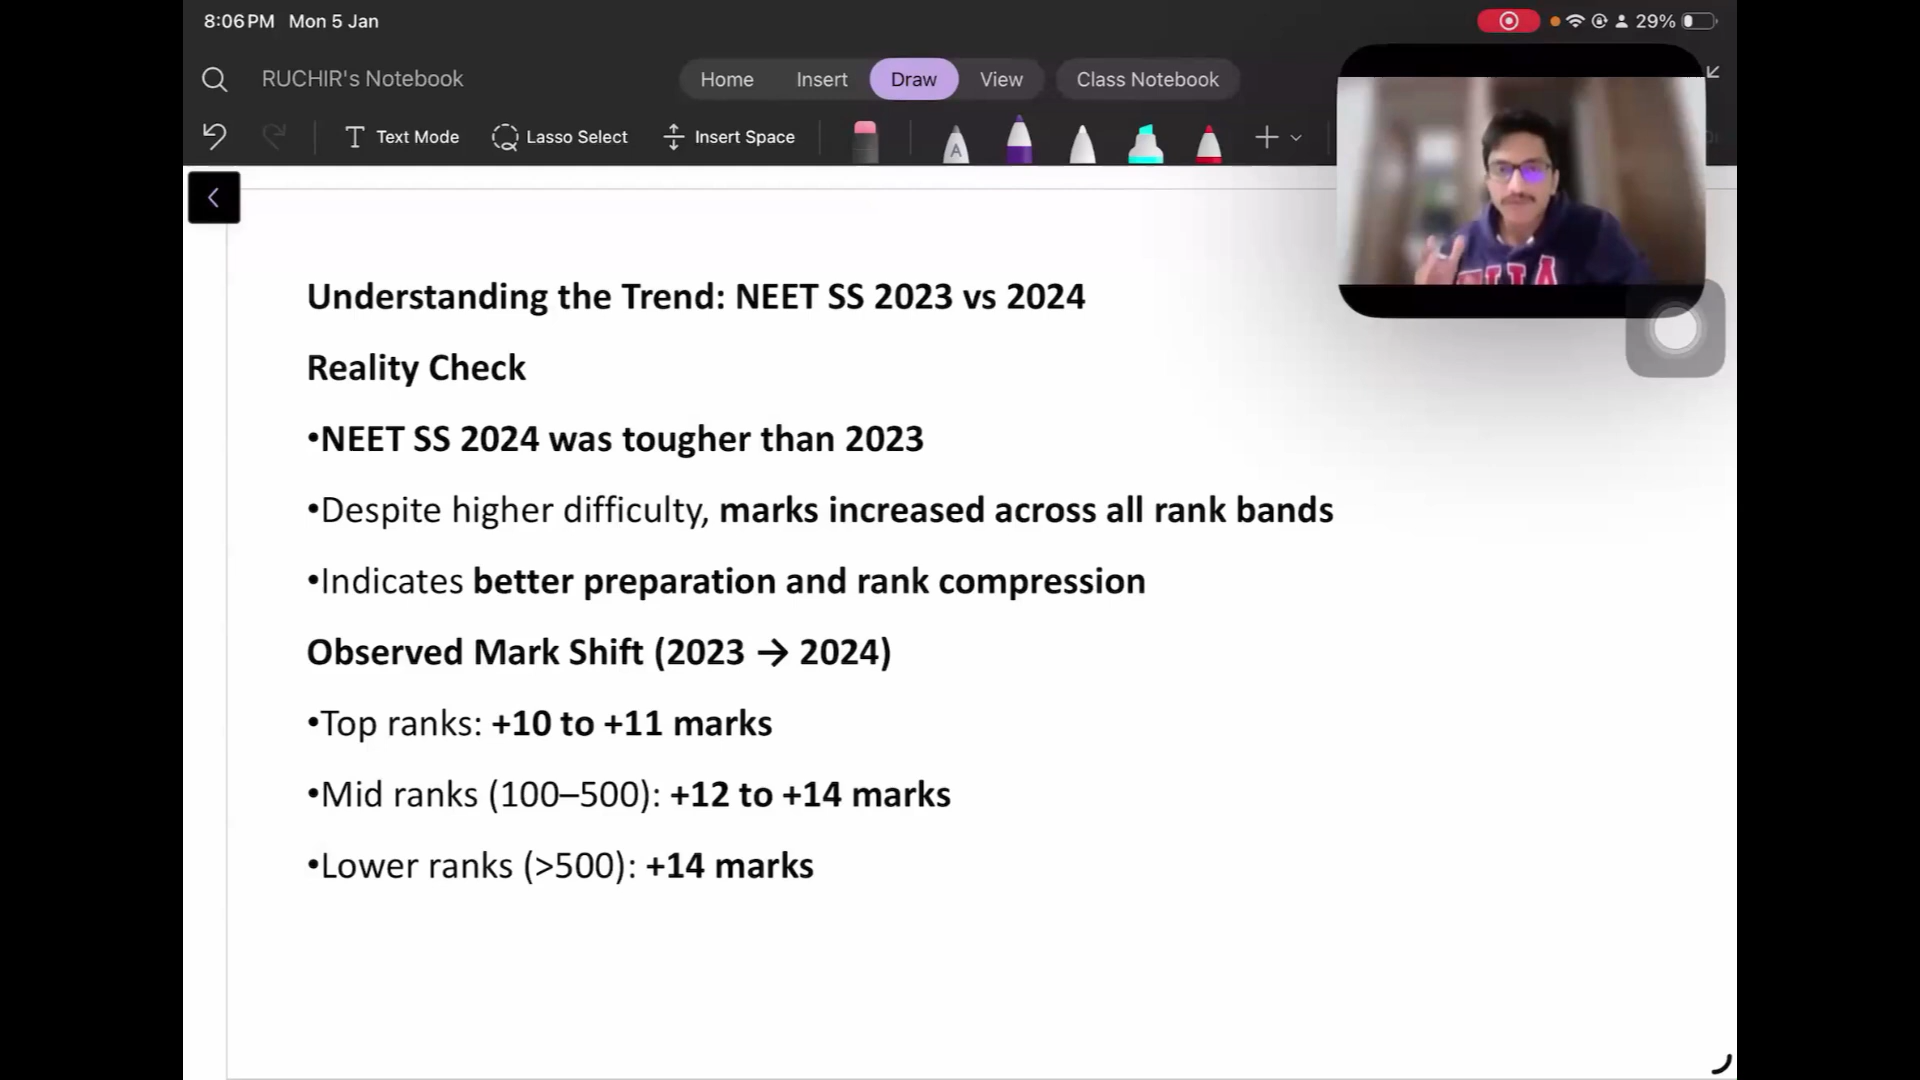 8:06 PM Mon 5 Jan
29%
RUCHIR's Notebook
Home Insert Draw View Class Notebook
Text Mode Lasso Select Insert Space
Understanding the Trend: NEET SS 2023 vs 2024
Reality Check
•NEET SS 2024 was tougher than 2023
•Despite higher difficulty, marks increased across all rank bands
•Indicates better preparation and rank compression
Observed Mark Shift (2023 → 2024)
•Top ranks: +10 to +11 marks
•Mid ranks (100–500): +12 to +14 marks
•Lower ranks (>500): +14 marks